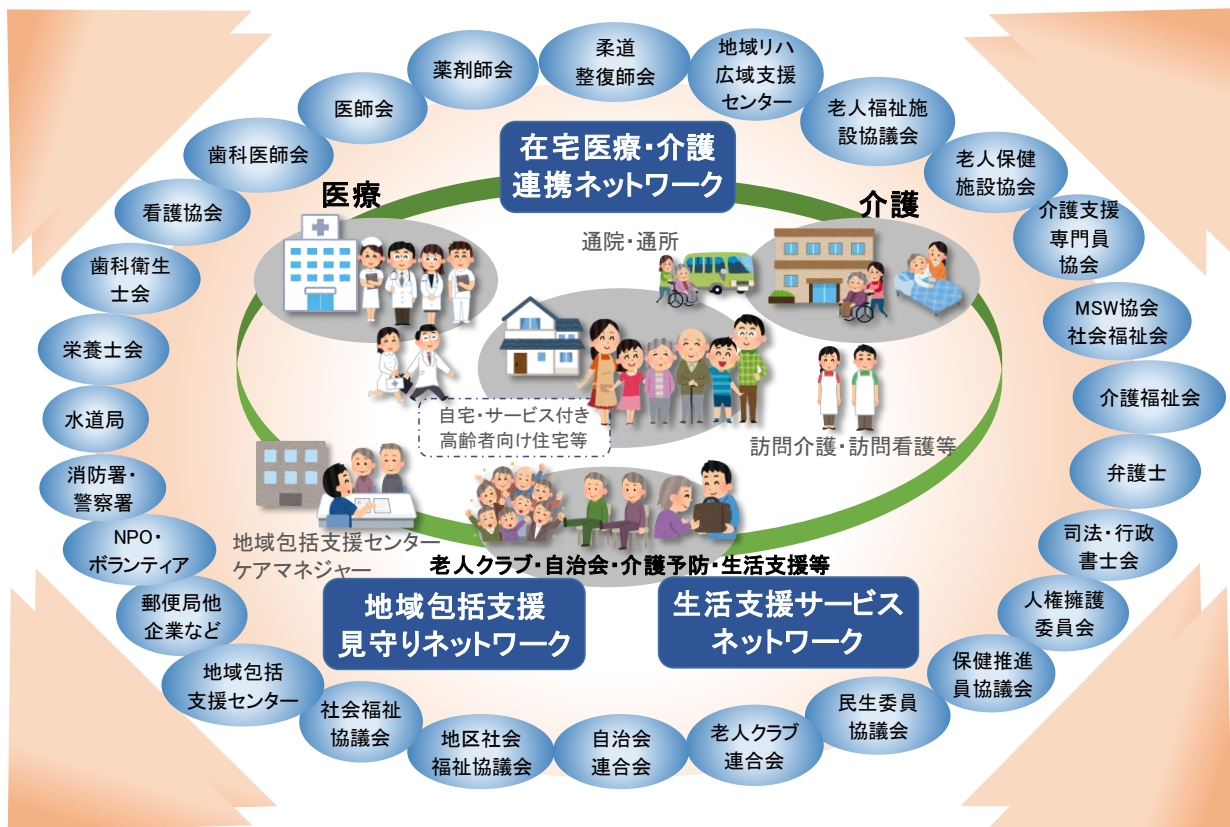 柔道
整復師会
地域リハ
広域支援
センター
老人福祉施
設協議会
老人保健
施設協会
介護支援
専門員
協会
MSW協会
社会福祉会
介護福祉会
弁護士
司法・行政
書士会
人権擁護
委員会
保健推進
員協議会
民生委員
協議会
老人クラブ
連合会
自治会
連合会
地区社会
福祉協議会
社会福祉
協議会
地域包括
支援センター
郵便局他
企業など
NPO・
ボランティア
消防署・
警察署
水道局
栄養士会
歯科衛生
士会
看護協会
歯科医師会
医師会
薬剤師会
在宅医療・介護
連携ネットワーク
医療
介護
通院・通所
自宅・サービス付き
高齢者向け住宅等
訪問介護・訪問看護等
地域包括支援センター
ケアマネジャー
老人クラブ・自治会・介護予防・生活支援等
地域包括支援
見守りネットワーク
生活支援サービス
ネットワーク